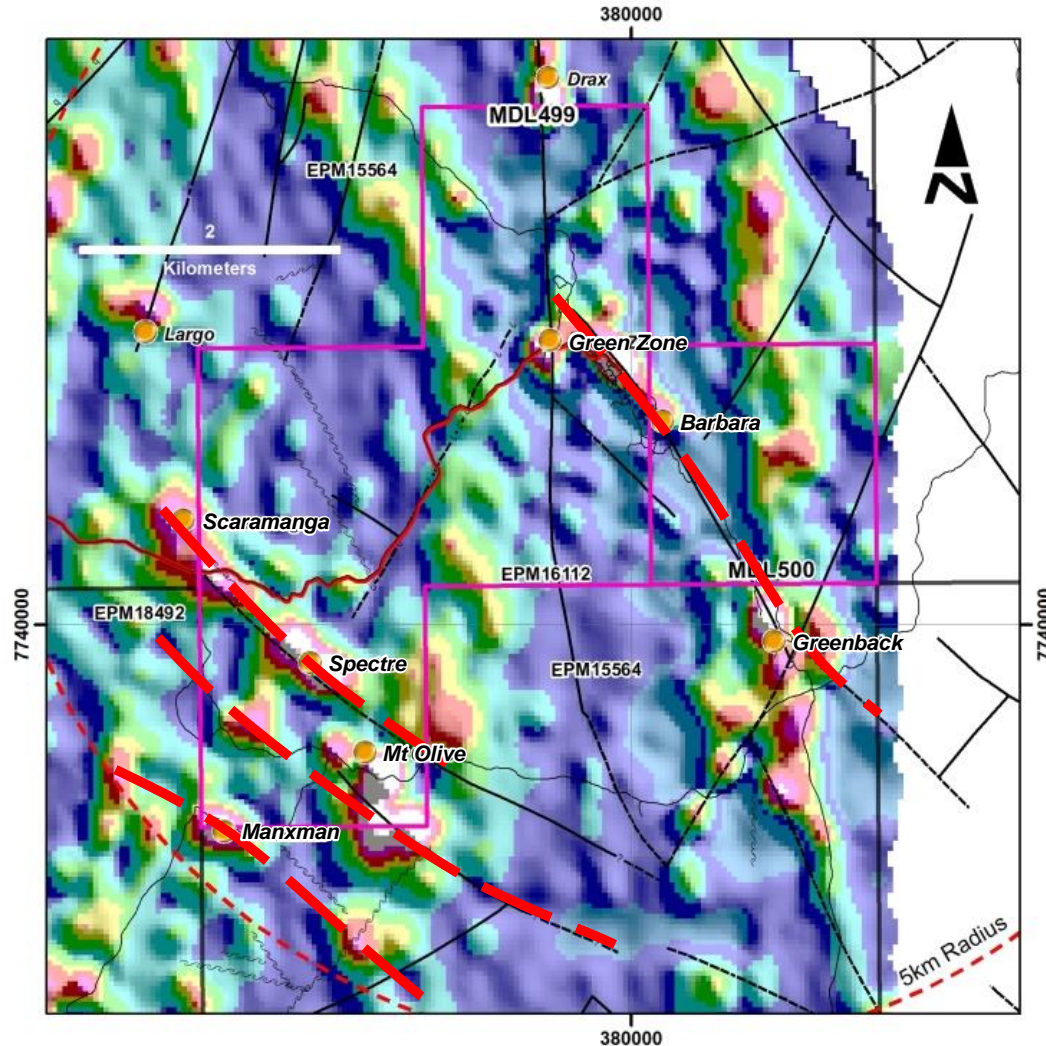 380000
Drax
MDL499
EPM15564
N
2
Kilometers
Largo
Green Zone
Barbara
Scaramanga
MDL500
EPM16112
EPM18492
7740000
7740000
Greenback
Spectre
EPM15564
Mt Olive
Manxman
5km Radius
380000